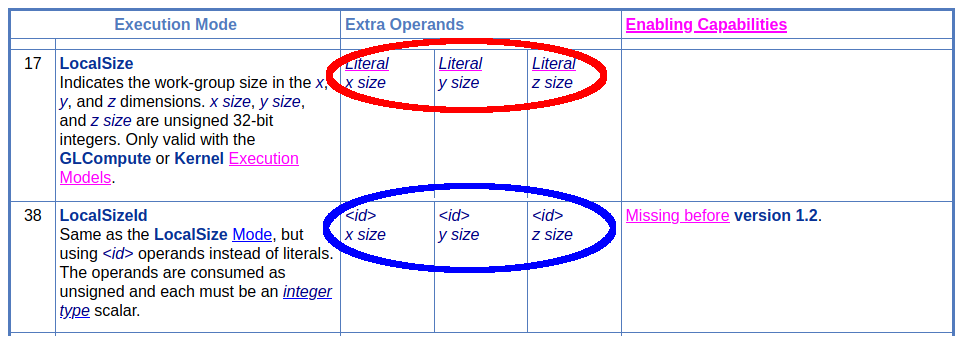 Execution Mode Extra Operands Enabling Capabilities
17 LocalSize Literal Literal Literal
Indicates the work-group size in the x, x size y size z size
y, and z dimensions. x size, y size,
and z size are unsigned 32-bit
integers. Only valid with the
GLCompute or Kernel Execution
Models.
38 LocalSizeId <id> <id> <id> Missing before version 1.2.
Same as the LocalSize Mode, but x size y size z size
using <id> operands instead of literals.
The operands are consumed as
unsigned and each must be an integer
type scalar.